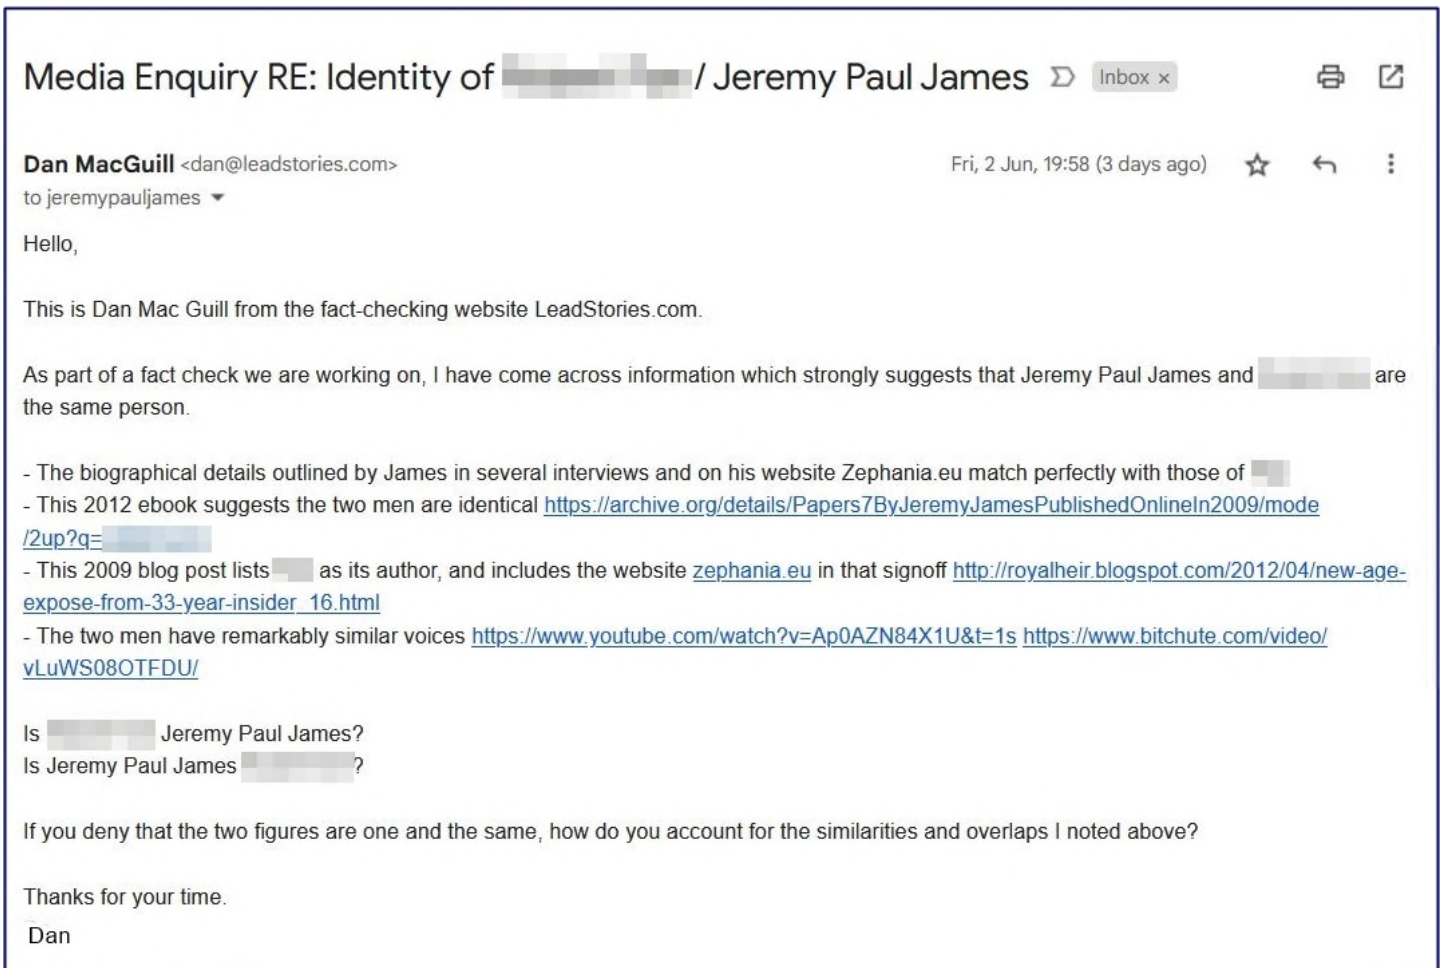 Media Enquiry RE: Identity of / Jeremy Paul James Inbox ×
Dan MacGuill <dan@leadstories.com> Fri, 2 Jun, 19:58 (3 days ago)
to jeremypauljames
Hello,
This is Dan Mac Guill from the fact-checking website LeadStories.com.
As part of a fact check we are working on, I have come across information which strongly suggests that Jeremy Paul James and are
the same person.
- The biographical details outlined by James in several interviews and on his website Zephania.eu match perfectly with those of
- This 2012 ebook suggests the two men are identical https://archive.org/details/Papers7ByJeremyJamesPublishedOnlineIn2009/mode
/2up?q=
- This 2009 blog post lists as its author, and includes the website zephania.eu in that signoff http://royalheir.blogspot.com/2012/04/new-age-
expose-from-33-year-insider_16.html
- The two men have remarkably similar voices https://www.youtube.com/watch?v=Ap0AZN84X1U&t=1s https://www.bitchute.com/video/
vLuWS08OTFDU/
Is Jeremy Paul James?
Is Jeremy Paul James ?
If you deny that the two figures are one and the same, how do you account for the similarities and overlaps I noted above?
Thanks for your time.
Dan